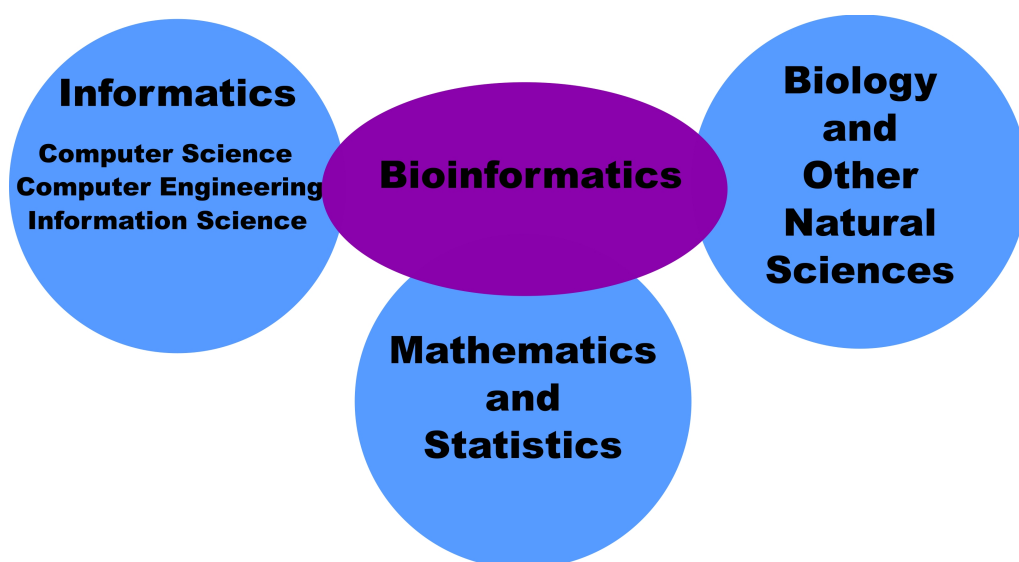 Informatics
Computer Science
Computer Engineering
Information Science
Bioinformatics
Biology
and
Other
Natural
Sciences
Mathematics
and
Statistics